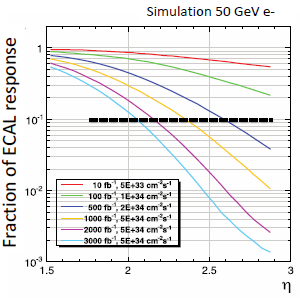 Simulation 50 GeV e-
Fraction of ECAL response
1
10⁻¹
10⁻²
10⁻³
10 fb⁻¹, 5E+33 cm⁻²s⁻¹
100 fb⁻¹, 1E+34 cm⁻²s⁻¹
500 fb⁻¹, 2E+34 cm⁻²s⁻¹
1000 fb⁻¹, 5E+34 cm⁻²s⁻¹
2000 fb⁻¹, 5E+34 cm⁻²s⁻¹
3000 fb⁻¹, 5E+34 cm⁻²s⁻¹
1.5 2 2.5 3
η